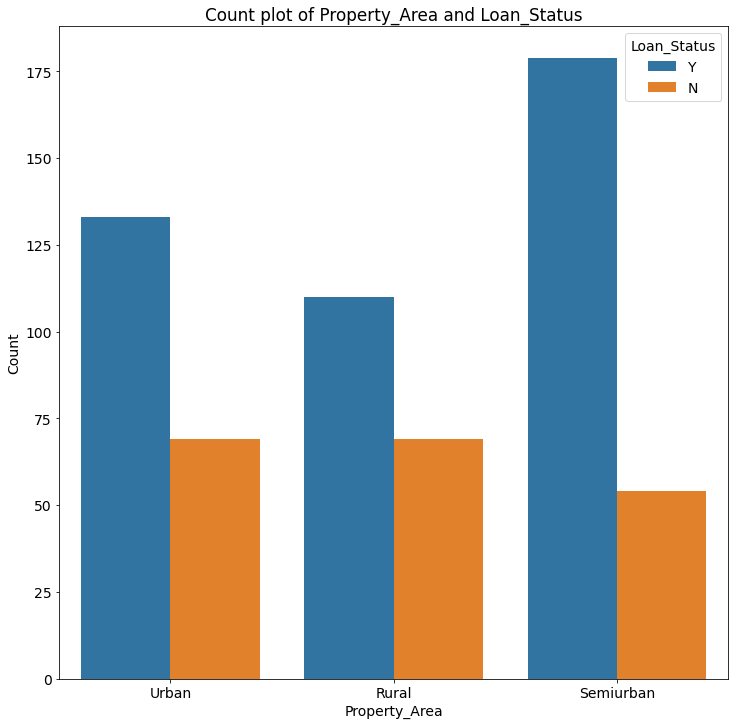 Count plot of Property_Area and Loan_Status
Loan_Status
Y
N
175
150
125
100
75
50
25
0
Count
Urban
Rural
Semiurban
Property_Area